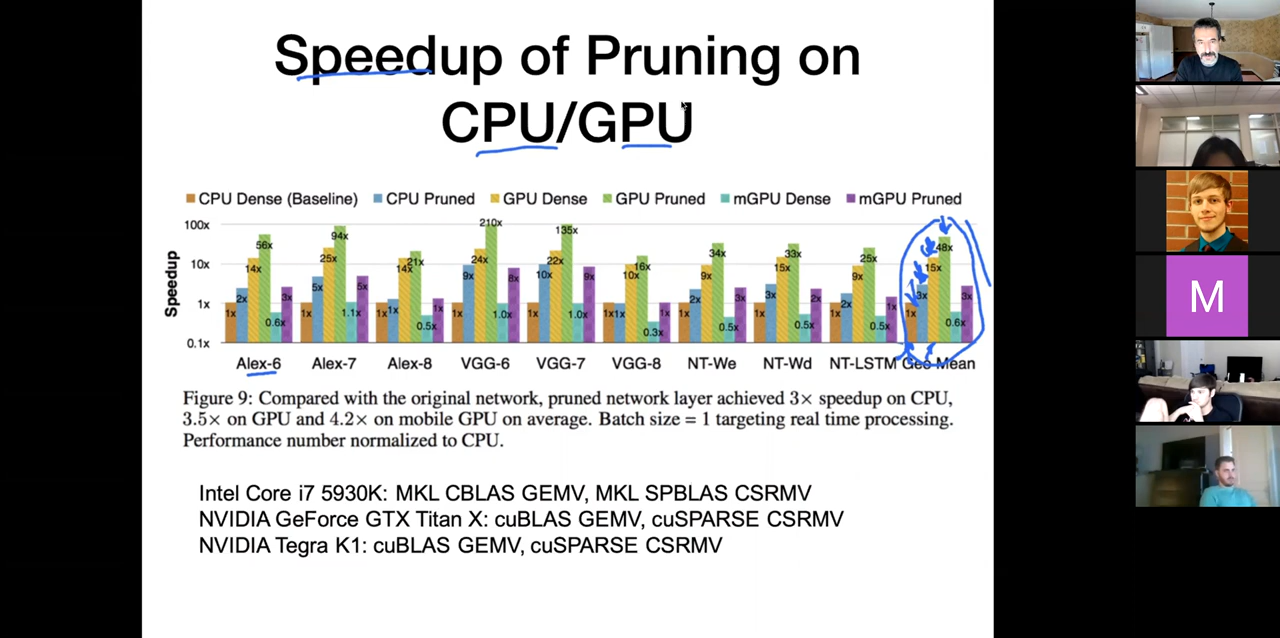 Speedup of Pruning on
CPU/GPU
CPU Dense (Baseline) CPU Pruned GPU Dense GPU Pruned mGPU Dense mGPU Pruned
Speedup
100x
10x
1x
0.1x
1x 2x 14x 56x 0.6x 3x
1x 5x 25x 94x 1.1x 5x
1x 1x 14x 21x 0.5x 1x
1x 9x 24x 210x 1.0x 8x
1x 10x 22x 135x 1.0x 9x
1x 1x 10x 16x 0.3x 1x
1x 2x 9x 34x 0.5x 3x
1x 3x 15x 33x 0.5x 2x
1x 2x 9x 25x 0.5x 1x
1x 3x 15x 48x 0.6x 3x
Alex-6 Alex-7 Alex-8 VGG-6 VGG-7 VGG-8 NT-We NT-Wd NT-LSTM Geo Mean
Figure 9: Compared with the original network, pruned network layer achieved 3× speedup on CPU,
3.5× on GPU and 4.2× on mobile GPU on average. Batch size = 1 targeting real time processing.
Performance number normalized to CPU.
Intel Core i7 5930K: MKL CBLAS GEMV, MKL SPBLAS CSRMV
NVIDIA GeForce GTX Titan X: cuBLAS GEMV, cuSPARSE CSRMV
NVIDIA Tegra K1: cuBLAS GEMV, cuSPARSE CSRMV
M